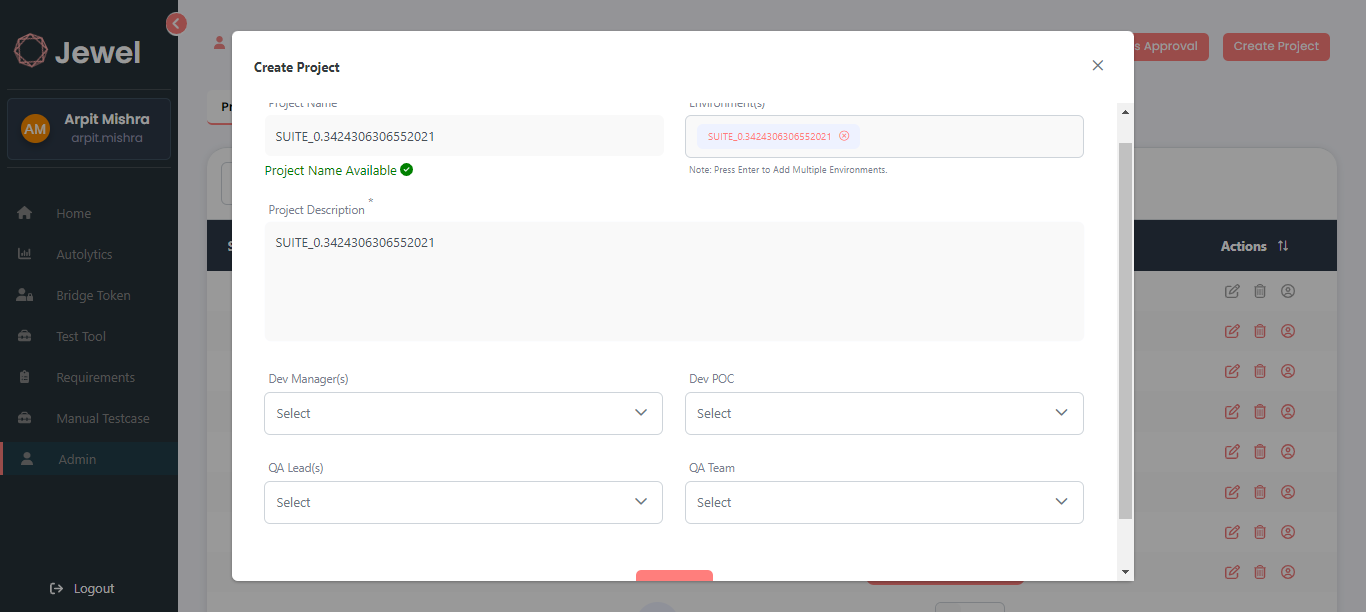 Jewel
AM
Arpit Mishra
arpit.mishra
Home
Autolytics
Bridge Token
Test Tool
Requirements
Manual Testcase
Admin
Logout
Approval
Create Project
Create Project
Project Name
Environment(s)
SUITE_0.3424306306552021
SUITE_0.3424306306552021
Project Name Available
Note: Press Enter to Add Multiple Environments.
Project Description *
SUITE_0.3424306306552021
Actions
Dev Manager(s)
Dev POC
Select
Select
QA Lead(s)
QA Team
Select
Select